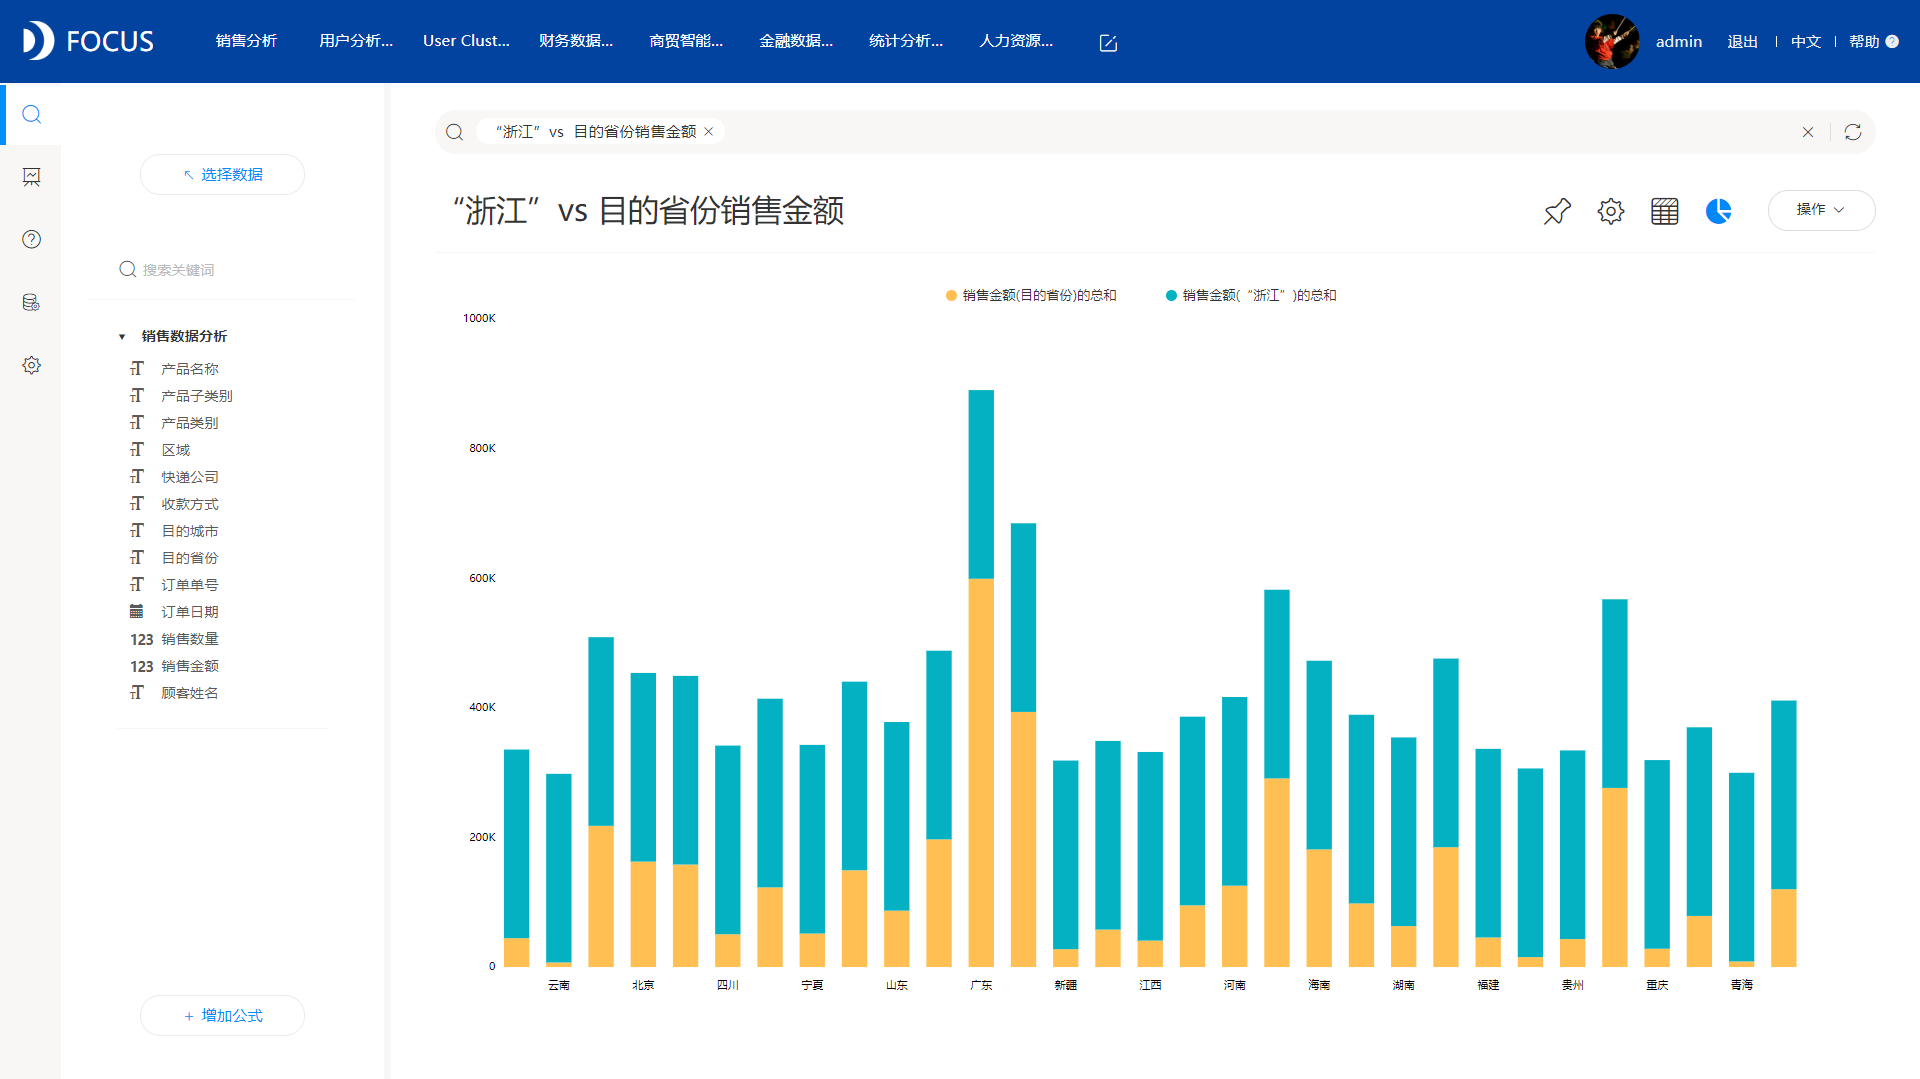 FOCUS
销售分析
用户分析...
User Clust...
财务数据...
商贸智能...
金融数据...
统计分析...
人力资源...
admin
退出
中文
帮助
选择数据
搜索关键词
销售数据分析
产品名称
产品子类别
产品类别
区域
快递公司
收款方式
目的城市
目的省份
订单单号
订单日期
123 销售数量
123 销售金额
顾客姓名
+ 增加公式
“浙江” vs 目的省份销售金额
“浙江” vs 目的省份销售金额
操作
销售金额(目的省份)的总和
销售金额(“浙江”)的总和
1000K
800K
600K
400K
200K
0
云南
北京
四川
宁夏
山东
广东
新疆
江西
河南
海南
湖南
福建
贵州
重庆
青海